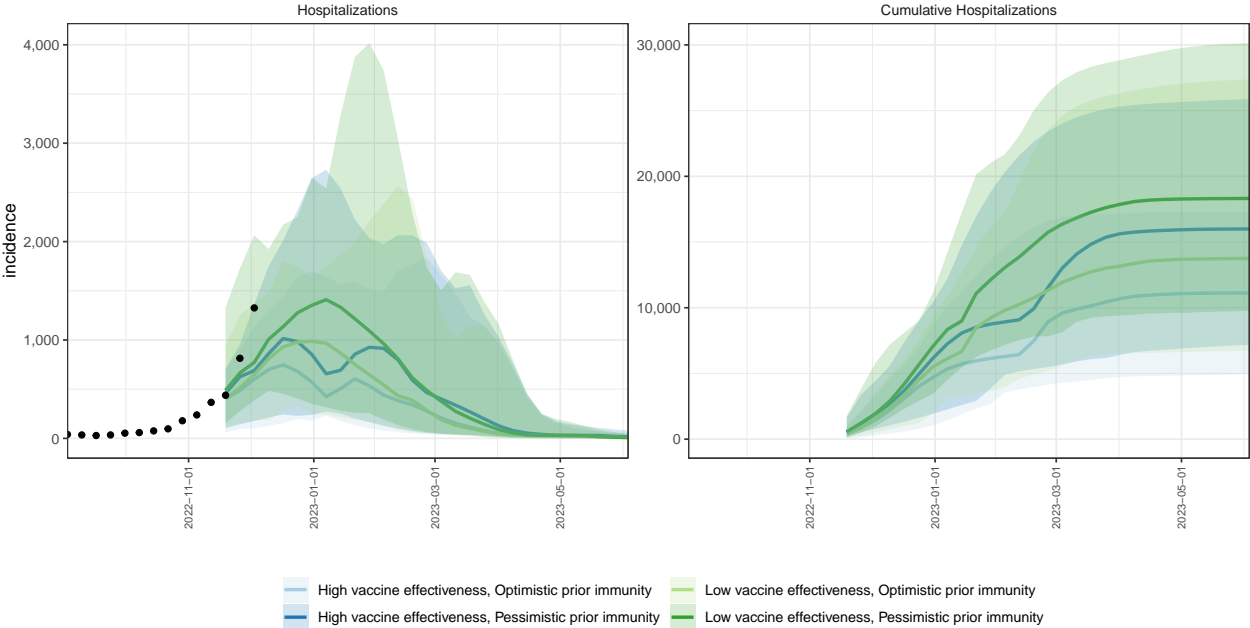 Hospitalizations
Cumulative Hospitalizations
incidence
4,000
3,000
2,000
1,000
0
30,000
20,000
10,000
0
2022−11−01
2023−01−01
2023−03−01
2023−05−01
2022−11−01
2023−01−01
2023−03−01
2023−05−01
High vaccine effectiveness, Optimistic prior immunity
Low vaccine effectiveness, Optimistic prior immunity
High vaccine effectiveness, Pessimistic prior immunity
Low vaccine effectiveness, Pessimistic prior immunity